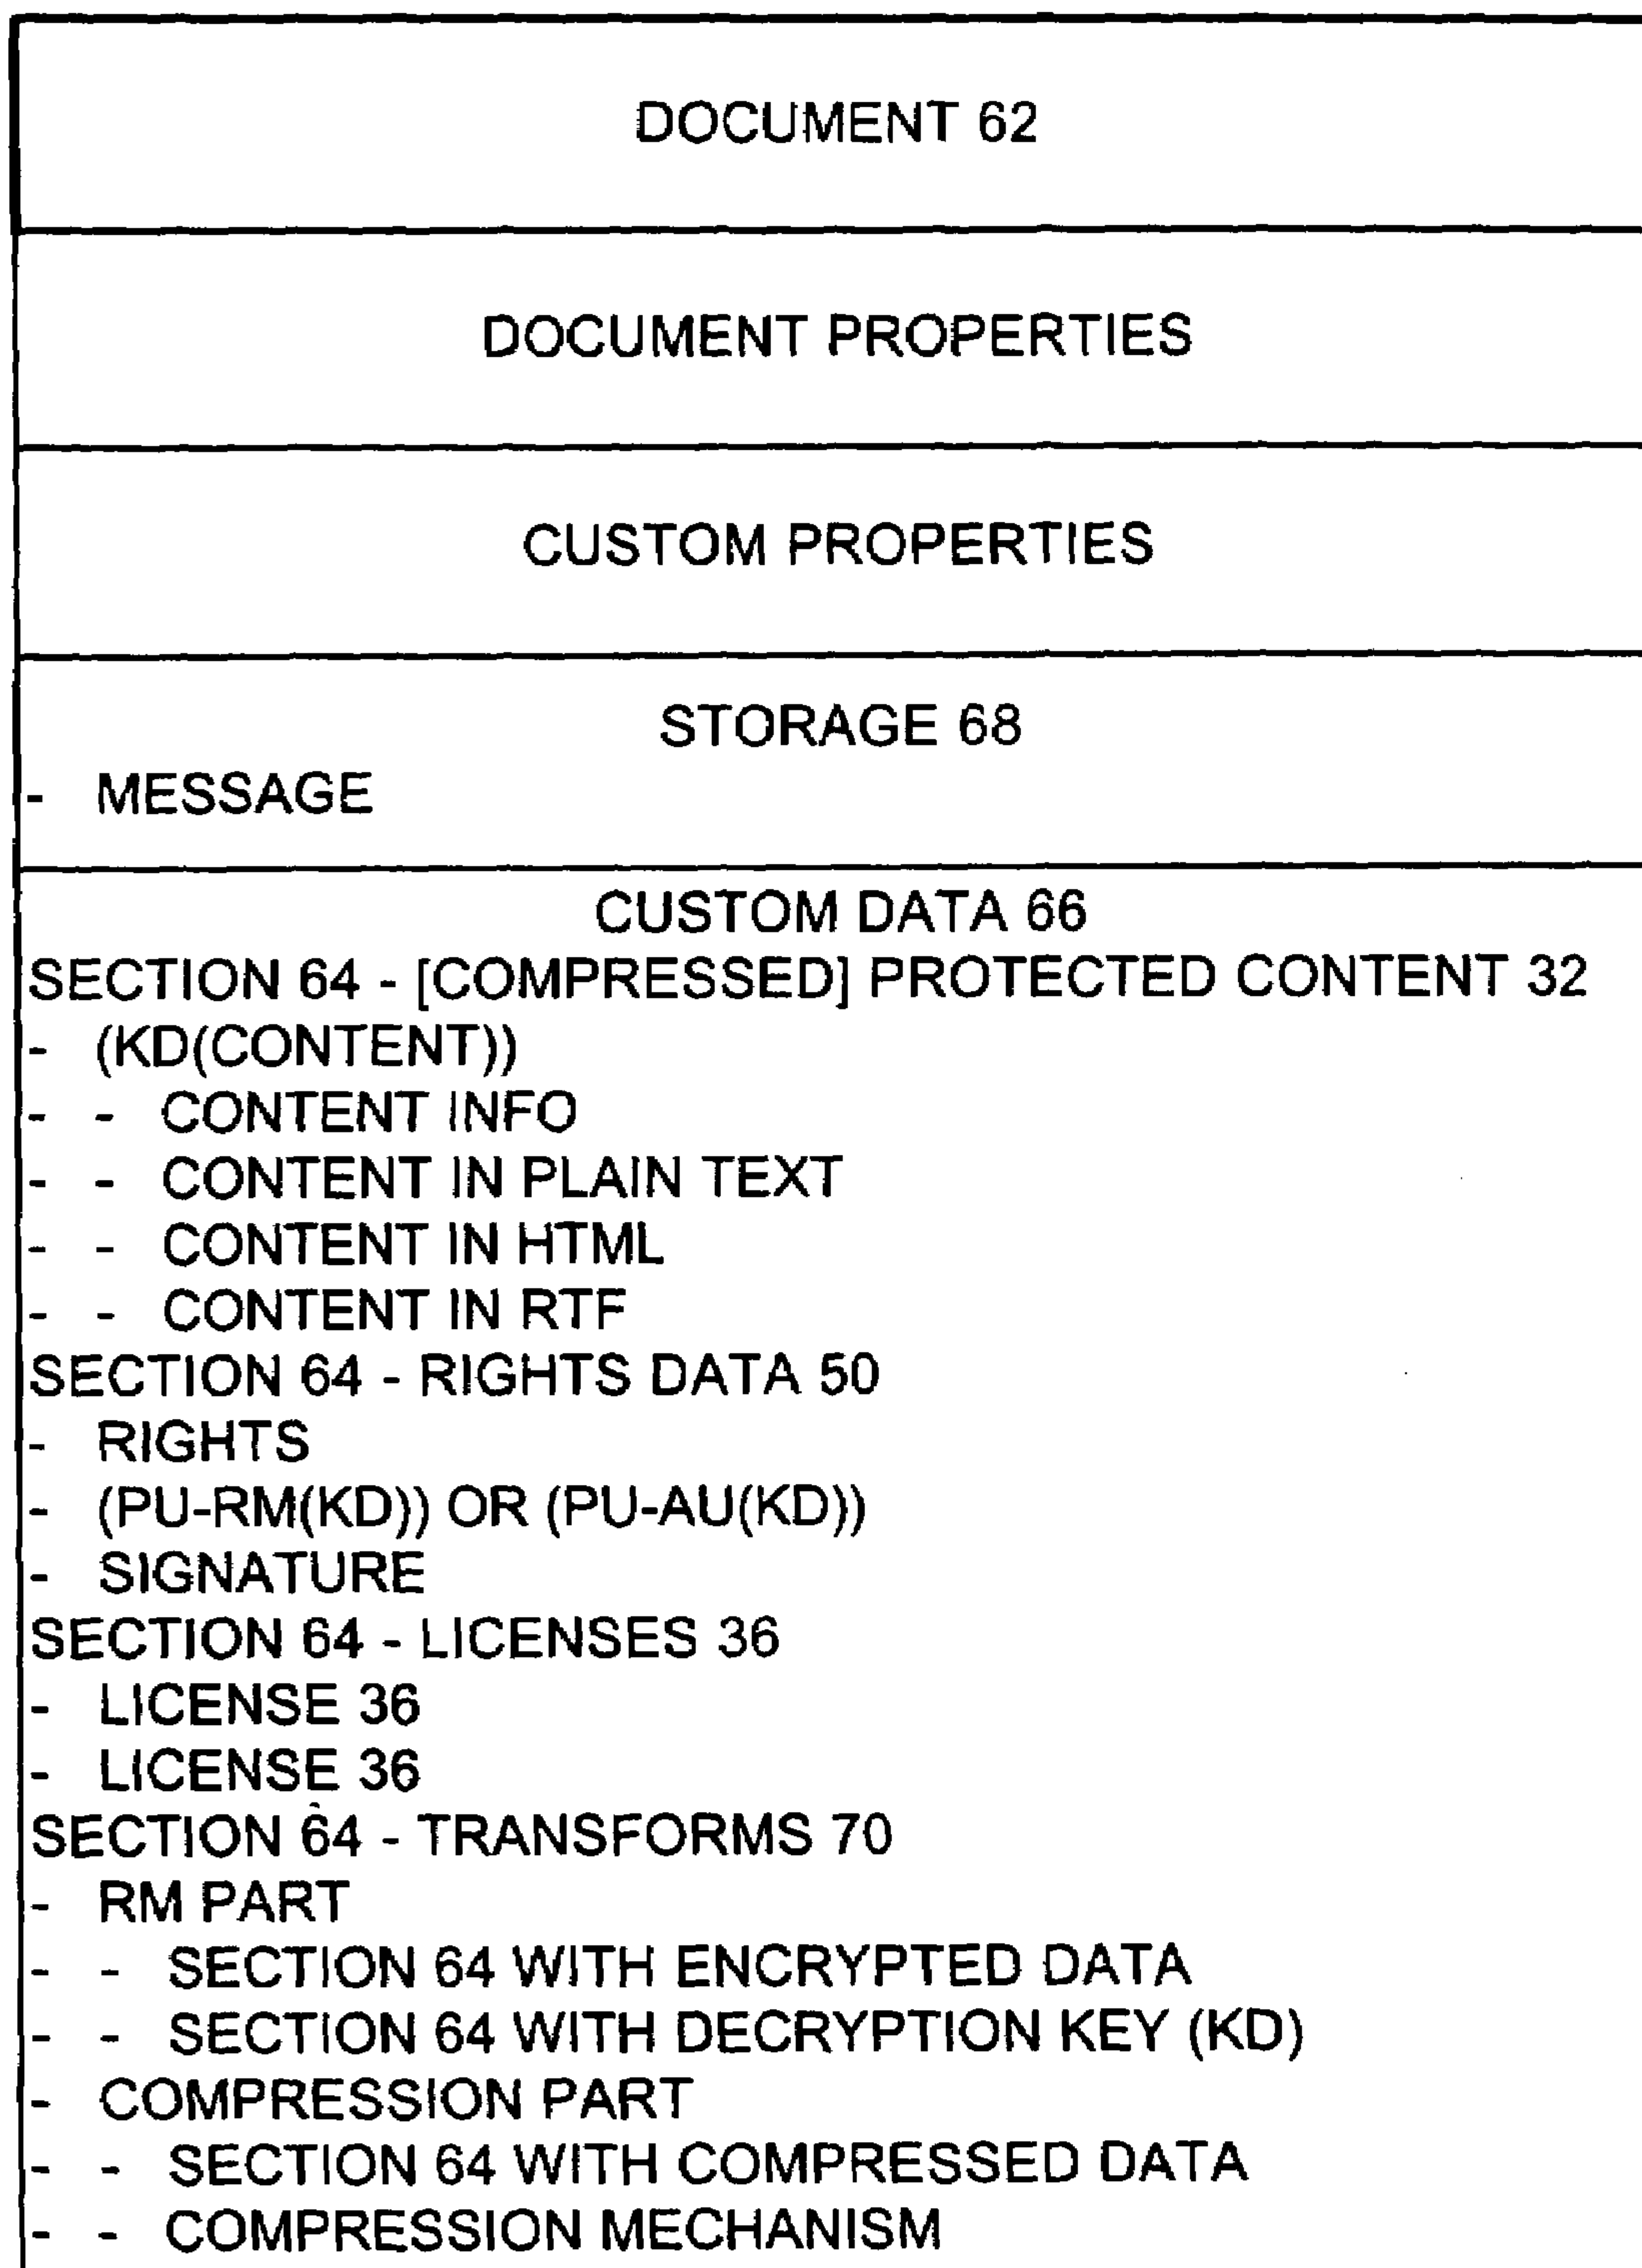 DOCUMENT 62
DOCUMENT PROPERTIES
CUSTOM PROPERTIES
STORAGE 68
- MESSAGE
CUSTOM DATA 66
SECTION 64 - [COMPRESSED] PROTECTED CONTENT 32
- (KD(CONTENT))
- - CONTENT INFO
- - CONTENT IN PLAIN TEXT
- - CONTENT IN HTML
- - CONTENT IN RTF
SECTION 64 - RIGHTS DATA 50
- RIGHTS
- (PU-RM(KD)) OR (PU-AU(KD))
- SIGNATURE
SECTION 64 - LICENSES 36
- LICENSE 36
- LICENSE 36
SECTION 64 - TRANSFORMS 70
- RM PART
- - SECTION 64 WITH ENCRYPTED DATA
- - SECTION 64 WITH DECRYPTION KEY (KD)
- COMPRESSION PART
- - SECTION 64 WITH COMPRESSED DATA
- - COMPRESSION MECHANISM